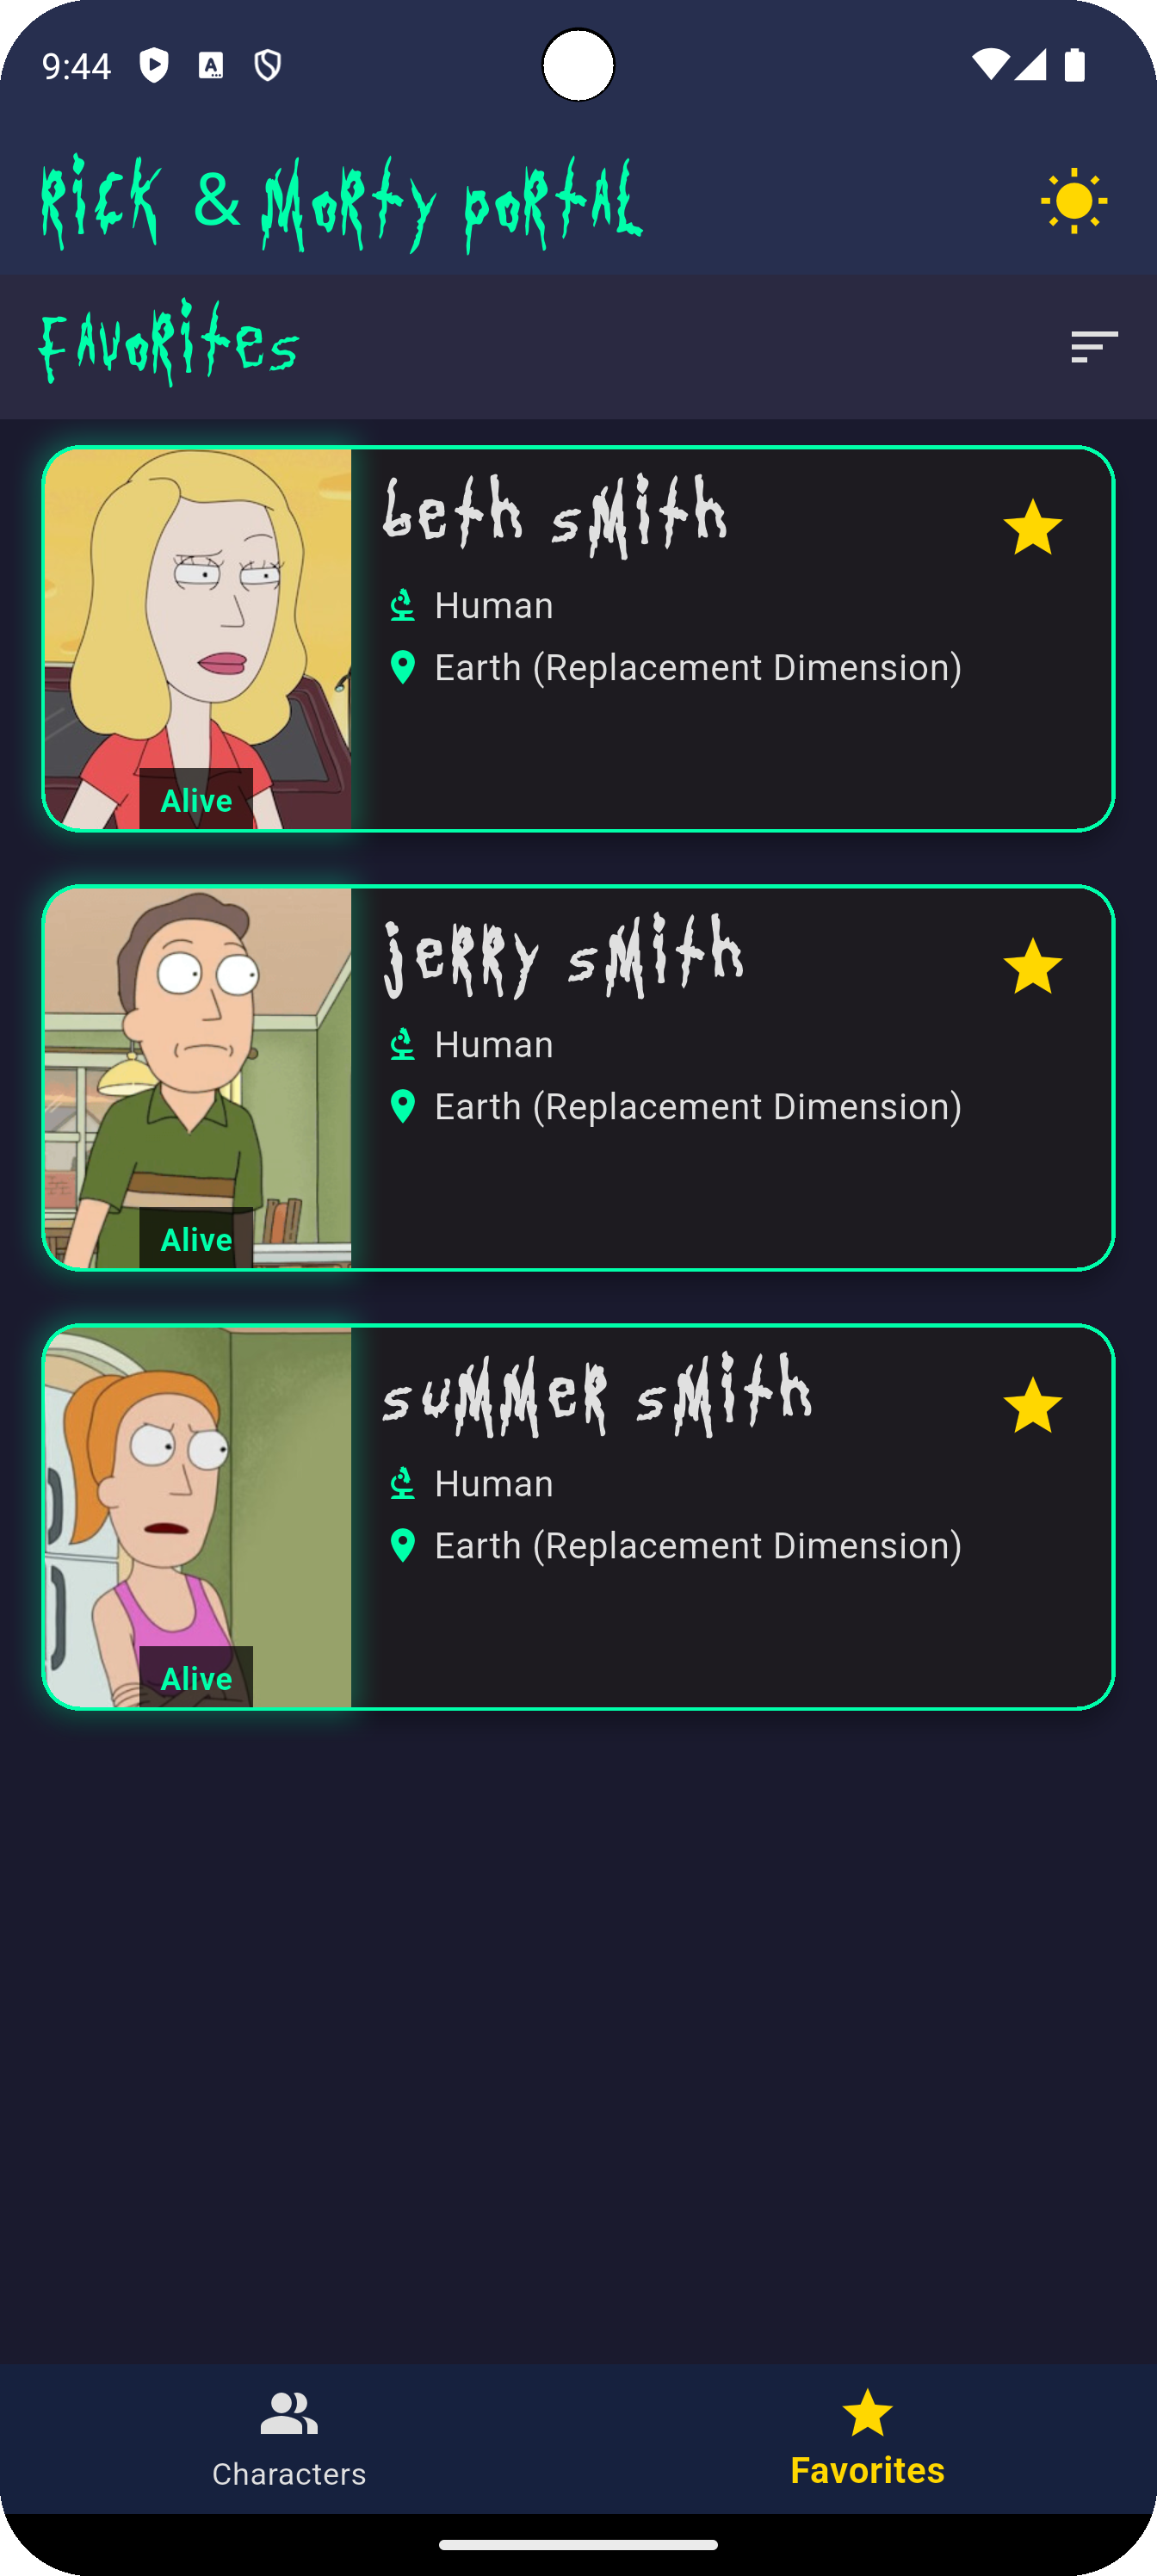 9:44
Rick & Morty portal
Favorites
beth smith
Human
Earth (Replacement Dimension)
Alive
jerry smith
Human
Earth (Replacement Dimension)
Alive
summer smith
Human
Earth (Replacement Dimension)
Alive
Characters
Favorites